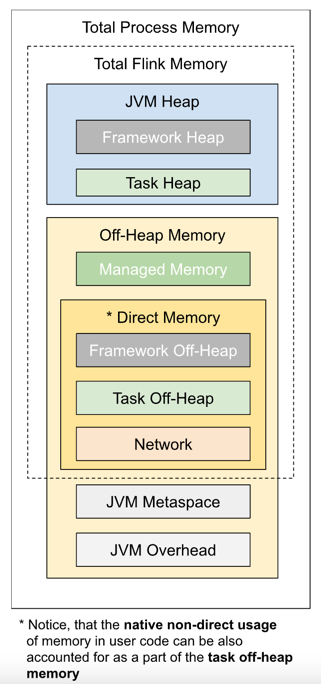 Total Process Memory
Total Flink Memory
JVM Heap
Framework Heap
Task Heap
Off-Heap Memory
Managed Memory
* Direct Memory
Framework Off-Heap
Task Off-Heap
Network
JVM Metaspace
JVM Overhead
* Notice, that the native non-direct usage
of memory in user code can be also
accounted for as a part of the task off-heap
memory